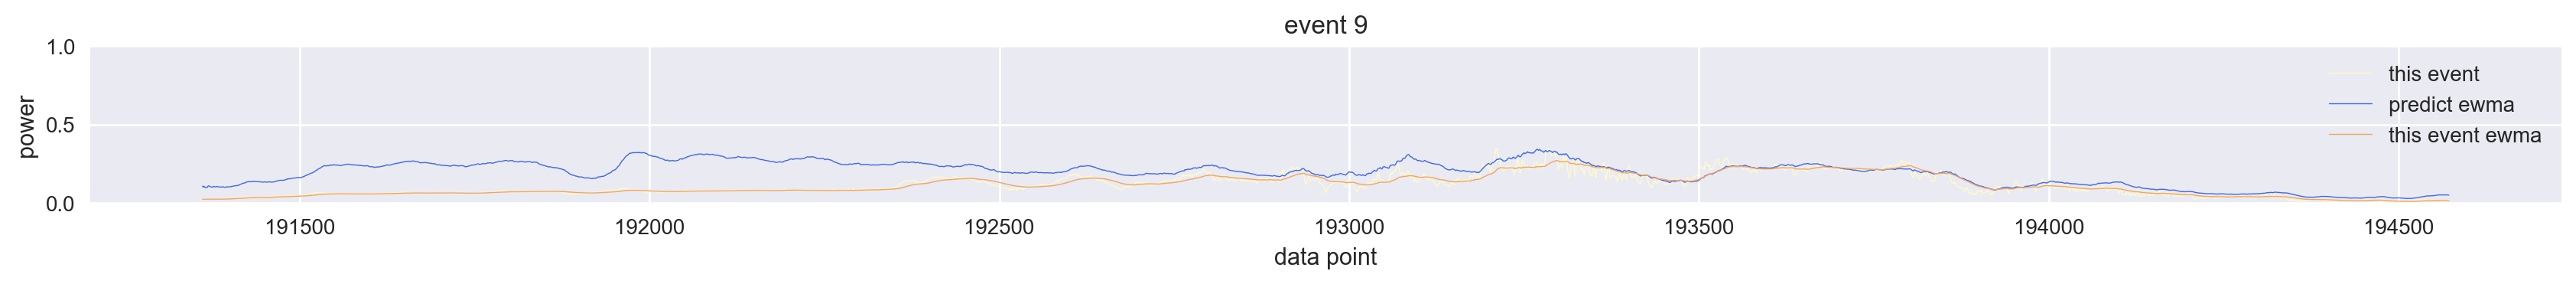 event 9
1.0
0.5
0.0
power
this event
predict ewma
this event ewma
191500 192000 192500 193000 193500 194000 194500
data point